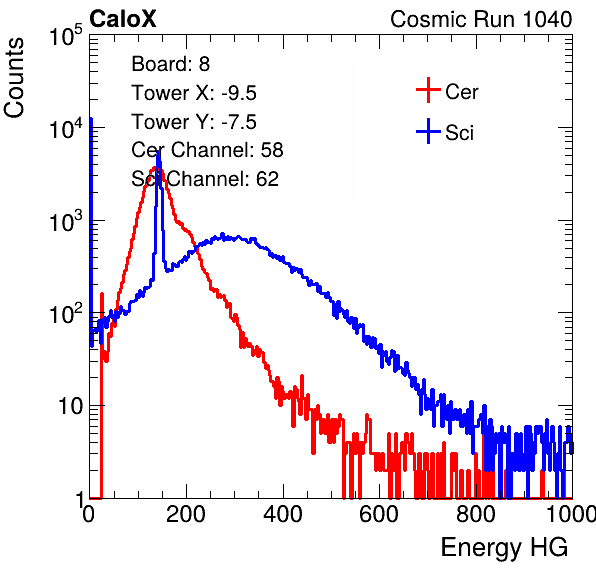 CaloX Cosmic Run 1040
Counts
Board: 8
Tower X: -9.5
Tower Y: -7.5
Cer Channel: 58
Sci Channel: 62
Cer
Sci
10^5
10^4
10^3
10^2
10
1
0 200 400 600 800 1000
Energy HG